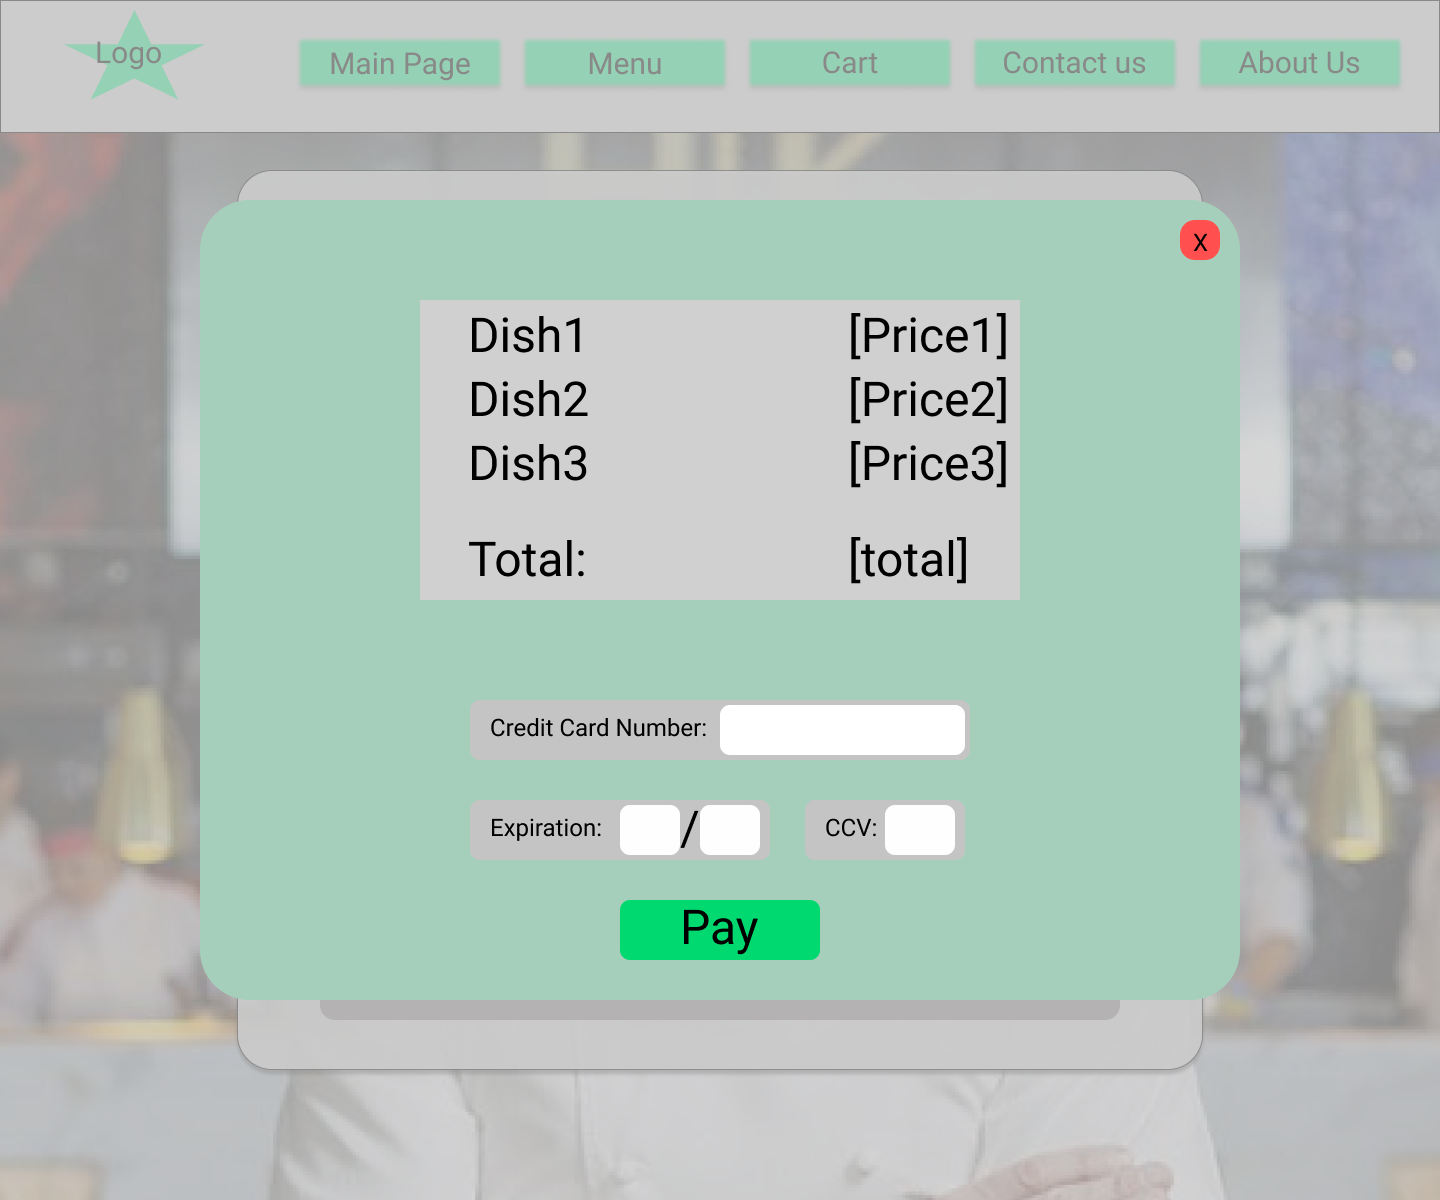 Logo
Main Page Menu Cart Contact us About Us
x
Dish1 [Price1]
Dish2 [Price2]
Dish3 [Price3]
Total: [total]
Credit Card Number:
Expiration: / CCV:
Pay